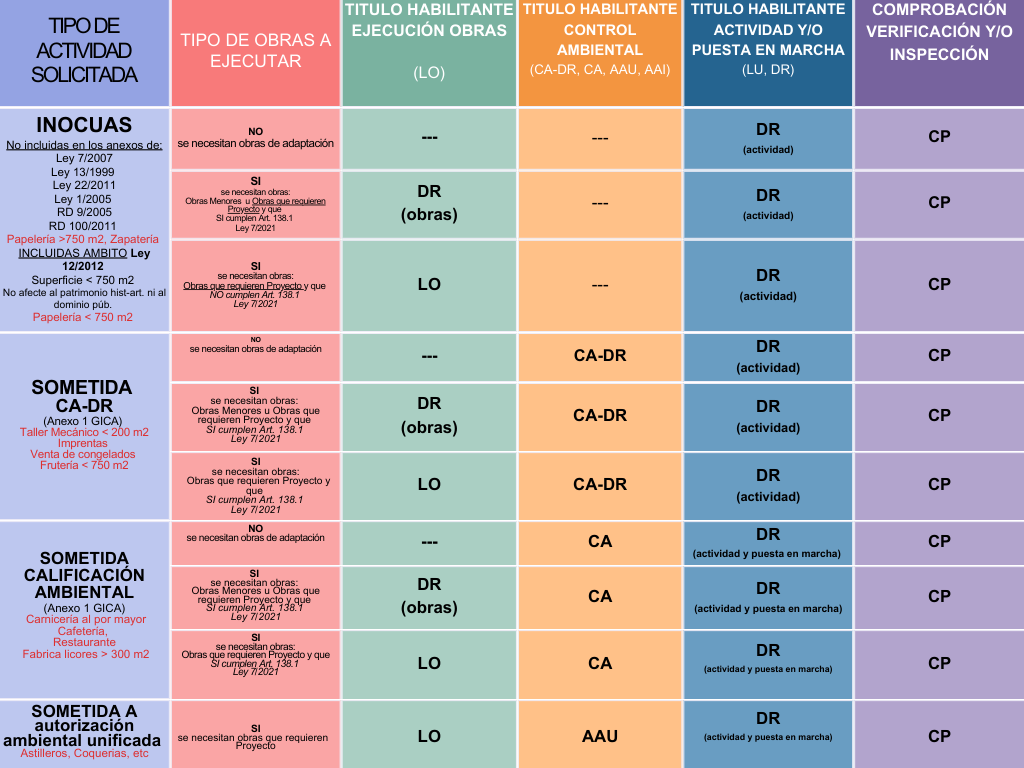 TIPO DE
ACTIVIDAD
SOLICITADA
TIPO DE OBRAS A
EJECUTAR
TITULO HABILITANTE
EJECUCIÓN OBRAS
(LO)
TITULO HABILITANTE
CONTROL
AMBIENTAL
(CA-DR, CA, AAU, AAI)
TITULO HABILITANTE
ACTIVIDAD Y/O
PUESTA EN MARCHA
(LU, DR)
COMPROBACIÓN
VERIFICACIÓN Y/O
INSPECCIÓN
INOCUAS
No incluidas en los anexos de:
Ley 7/2007
Ley 13/1999
Ley 22/2011
Ley 1/2005
RD 9/2005
RD 100/2011
Papelería >750 m2, Zapatería
INCLUIDAS AMBITO Ley
12/2012
Superficie < 750 m2
No afecte al patrimonio hist-art. ni al
dominio púb.
Papelería < 750 m2
NO
se necesitan obras de adaptación
---
---
DR
(actividad)
CP
SI
se necesitan obras:
Obras Menores u Obras que requieren
Proyecto y que
SI cumplen Art. 138.1
Ley 7/2021
DR
(obras)
---
DR
(actividad)
CP
SI
se necesitan obras:
Obras que requieren Proyecto y que
NO cumplen Art. 138.1
Ley 7/2021
LO
---
DR
(actividad)
CP
SOMETIDA
CA-DR
(Anexo 1 GICA)
Taller Mecánico < 200 m2
Imprentas
Venta de congelados
Frutería < 750 m2
NO
se necesitan obras de adaptación
---
CA-DR
DR
(actividad)
CP
SI
se necesitan obras:
Obras Menores u Obras que
requieren Proyecto y que
SI cumplen Art. 138.1
Ley 7/2021
DR
(obras)
CA-DR
DR
(actividad)
CP
SI
se necesitan obras:
Obras que requieren Proyecto y
que
SI cumplen Art. 138.1
Ley 7/2021
LO
CA-DR
DR
(actividad)
CP
SOMETIDA
CALIFICACIÓN
AMBIENTAL
(Anexo 1 GICA)
Carnicería al por mayor
Cafetería,
Restaurante
Fabrica licores > 300 m2
NO
se necesitan obras de adaptación
---
CA
DR
(actividad y puesta en marcha)
CP
SI
se necesitan obras:
Obras Menores u Obras que
requieren Proyecto y que
SI cumplen Art. 138.1
Ley 7/2021
DR
(obras)
CA
DR
(actividad y puesta en marcha)
CP
SI
se necesitan obras:
Obras que requieren Proyecto y que
SI cumplen Art. 138.1
Ley 7/2021
LO
CA
DR
(actividad y puesta en marcha)
CP
SOMETIDA A
autorización
ambiental unificada
Astilleros, Coquerias, etc
SI
se necesitan obras que requieren
Proyecto
LO
AAU
DR
(actividad y puesta en marcha)
CP